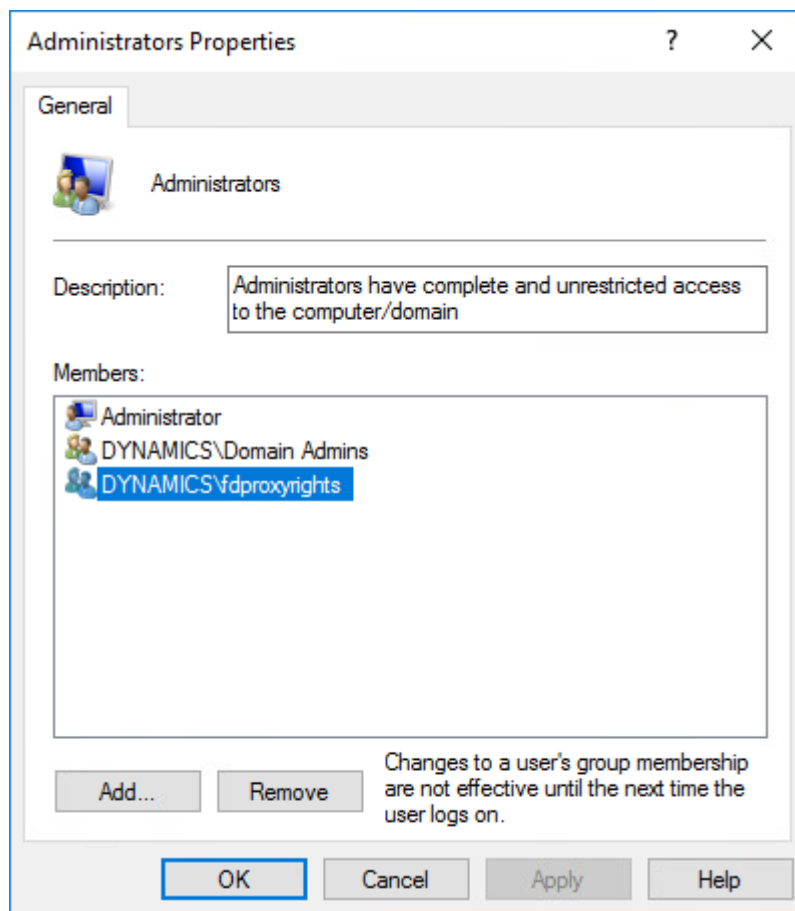 Administrators Properties
?
General
Administrators
Description:
Administrators have complete and unrestricted access
to the computer/domain
Members:
Administrator
DYNAMICS\Domain Admins
DYNAMICS\fdproxyrights
Add...
Remove
Changes to a user's group membership
are not effective until the next time the
user logs on.
OK
Cancel
Apply
Help